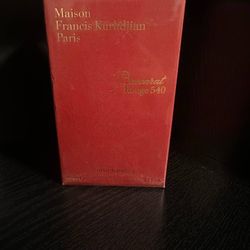 Maison
Francis Kurkdjian
Paris
Baccarat
Rouge 540